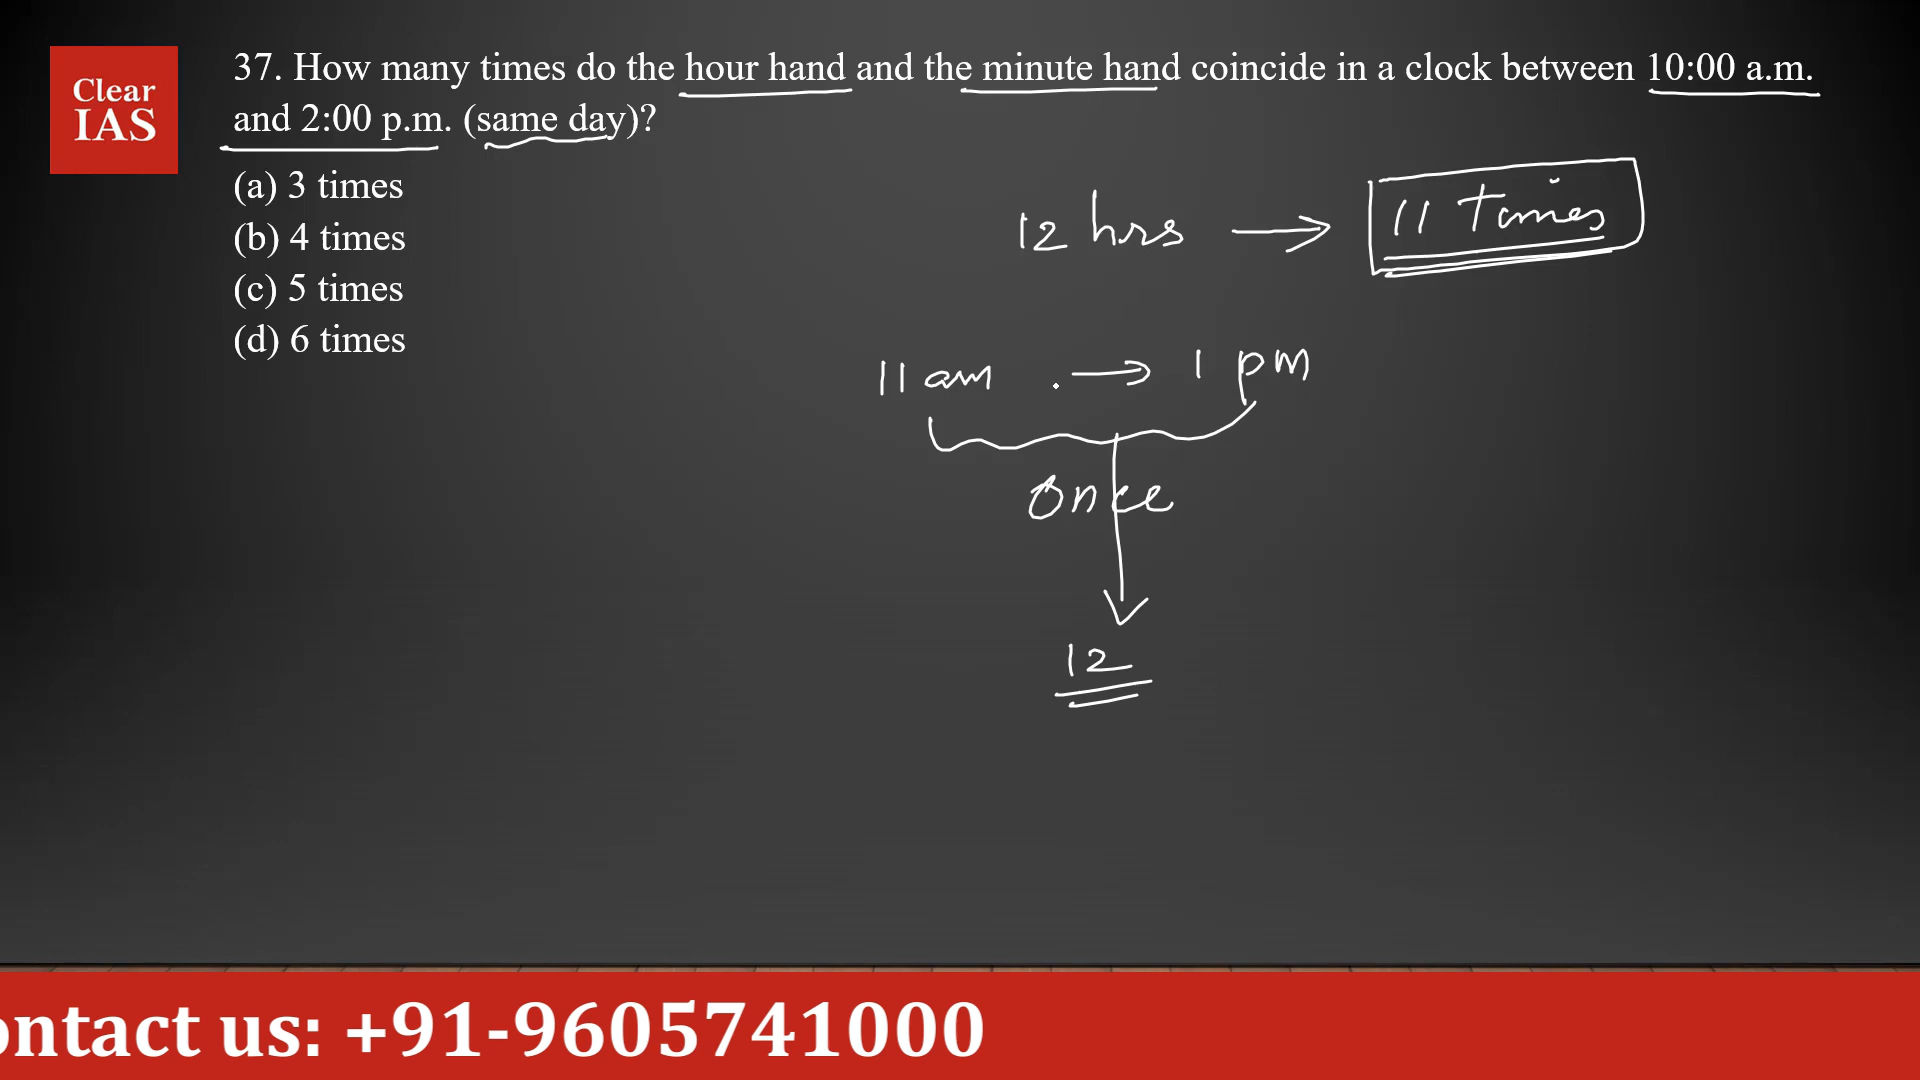 Clear
IAS
37. How many times do the hour hand and the minute hand coincide in a clock between 10:00 a.m.
and 2:00 p.m. (same day)?
(a) 3 times
(b) 4 times
(c) 5 times
(d) 6 times
12 hrs → 11 times
11 am . → 1 pm
Once
12
ontact us: +91-9605741000